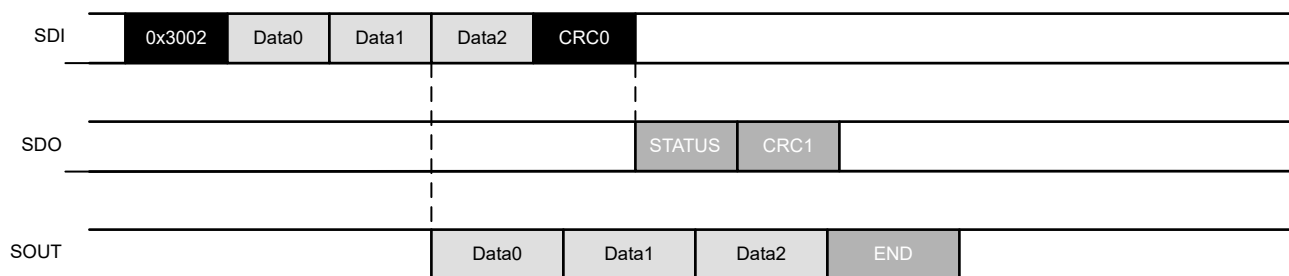 SDI 0x3002 Data0 Data1 Data2 CRC0
SDO STATUS CRC1
SOUT Data0 Data1 Data2 END